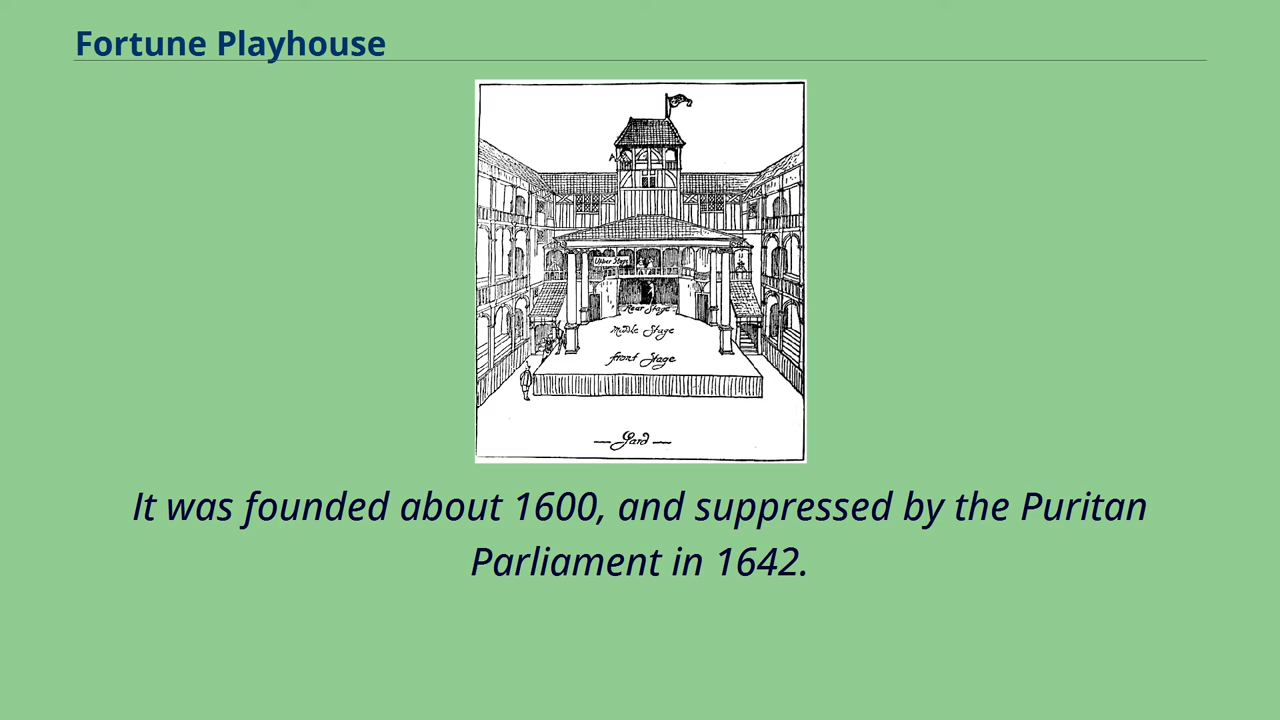 Fortune Playhouse
Upper Stage
Rear Stage
Middle Stage
front Stage
Yard
It was founded about 1600, and suppressed by the Puritan
Parliament in 1642.